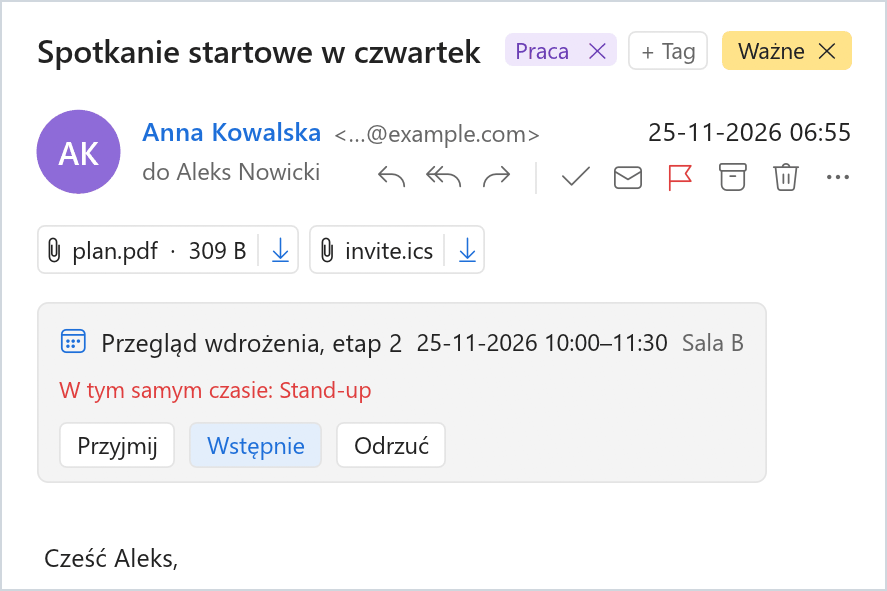 Spotkanie startowe w czwartek Praca + Tag Ważne
AK Anna Kowalska <...@example.com> 25-11-2026 06:55
do Aleks Nowicki
plan.pdf · 309 B invite.ics
Przegląd wdrożenia, etap 2 25-11-2026 10:00–11:30 Sala B
W tym samym czasie: Stand-up
Przyjmij Wstępnie Odrzuć
Cześć Aleks,